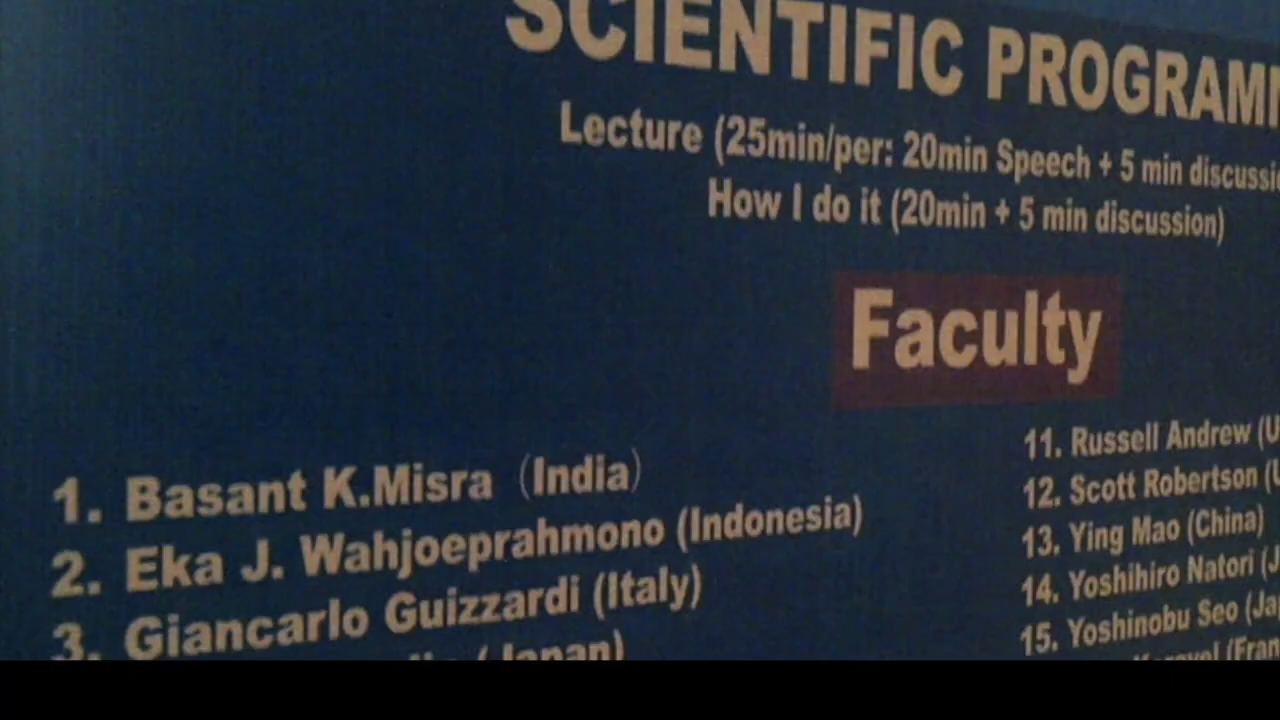 SCIENTIFIC
Lecture (25min/per: 20min Speech + 5 min
How I do it (20min + 5 min discussion)
Faculty
1. Basant K.Misra (India)
2. Eka J. Wahjoeprahmono (Indonesia)
3. Giancarlo Guizzardi (Italy)
(Japan)
11. Russell Andrew
12. Scott Robertson
13. Ying Mao (China)
14. Yoshihiro Natori
15. Yoshinobu Seo